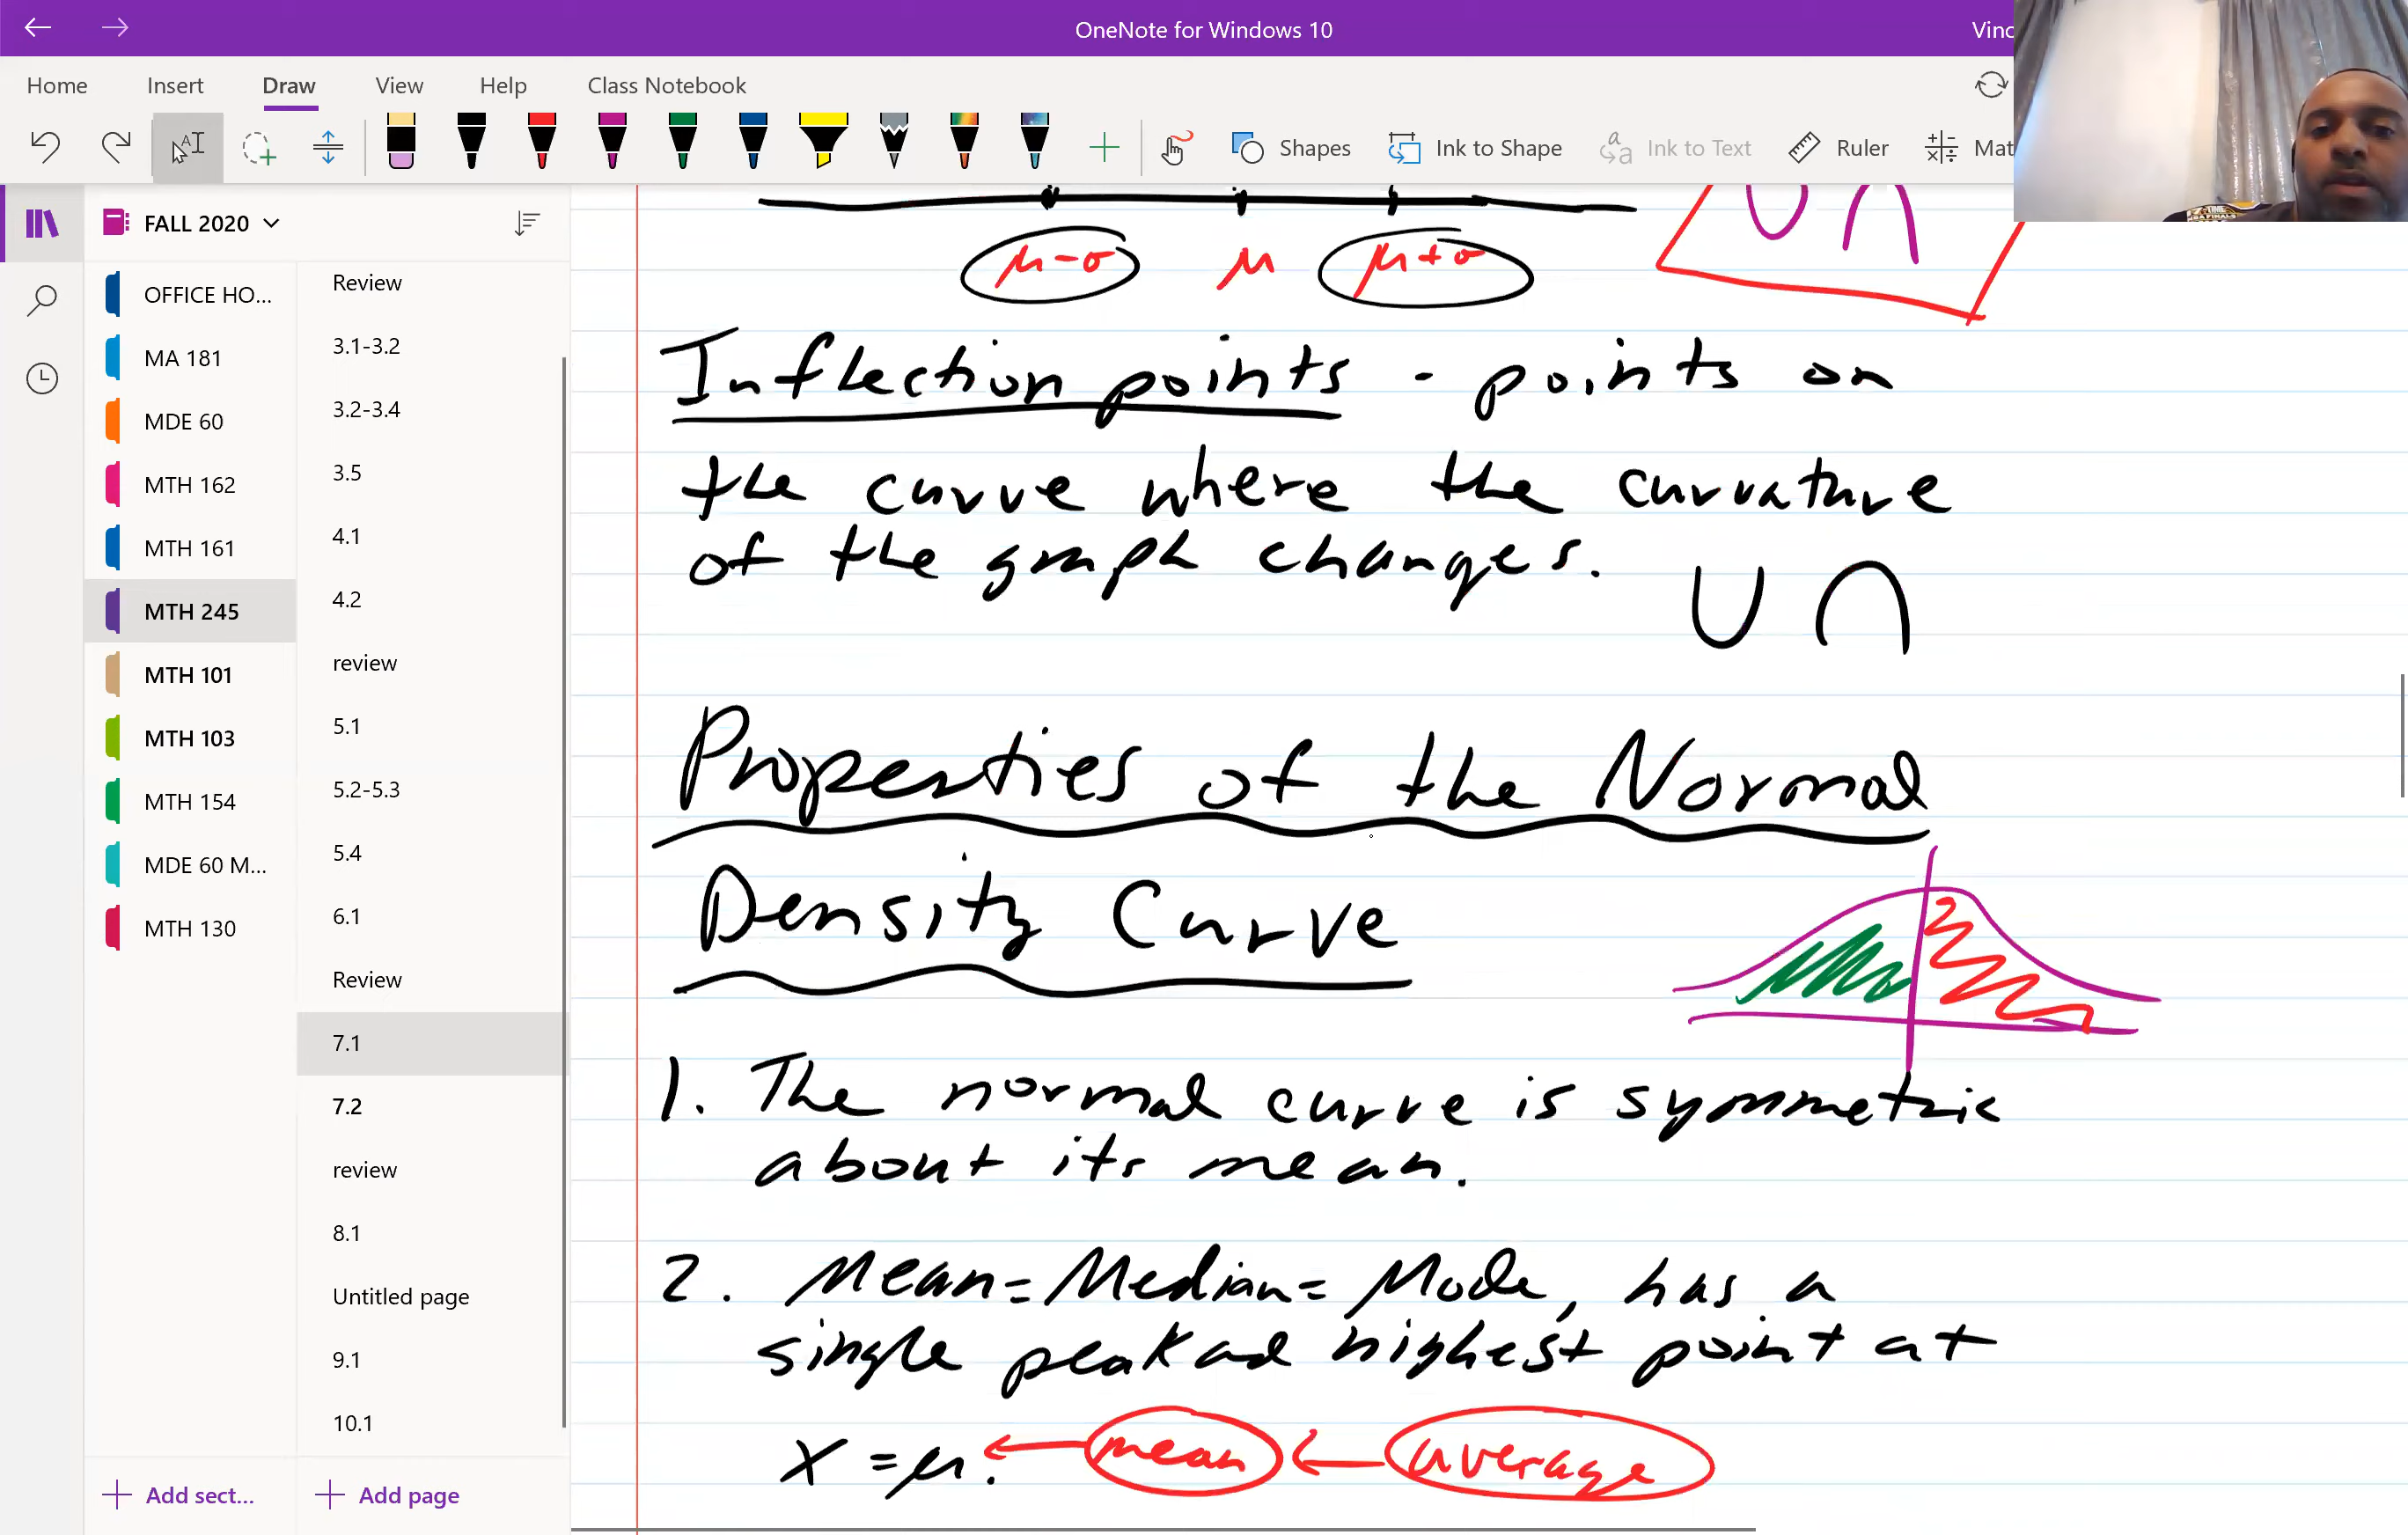 OneNote for Windows 10
Vinc
Home Insert Draw View Help Class Notebook
Shapes Ink to Shape Ink to Text Ruler Mat
FALL 2020
OFFICE HO...
MA 181
MDE 60
MTH 162
MTH 161
MTH 245
MTH 101
MTH 103
MTH 154
MDE 60 M...
MTH 130
Add sect...
Review
3.1-3.2
3.2-3.4
3.5
4.1
4.2
review
5.1
5.2-5.3
5.4
6.1
Review
7.1
7.2
review
8.1
Untitled page
9.1
10.1
Add page
μ-σ μ μ+σ
Inflection points - points on
the curve where the curvature
of the graph changes.
Properties of the Normal
Density Curve
1. The normal curve is symmetric
about its mean.
2. Mean=Median=Mode, has a
single peak and highest point at
X=μ. ← mean ← average